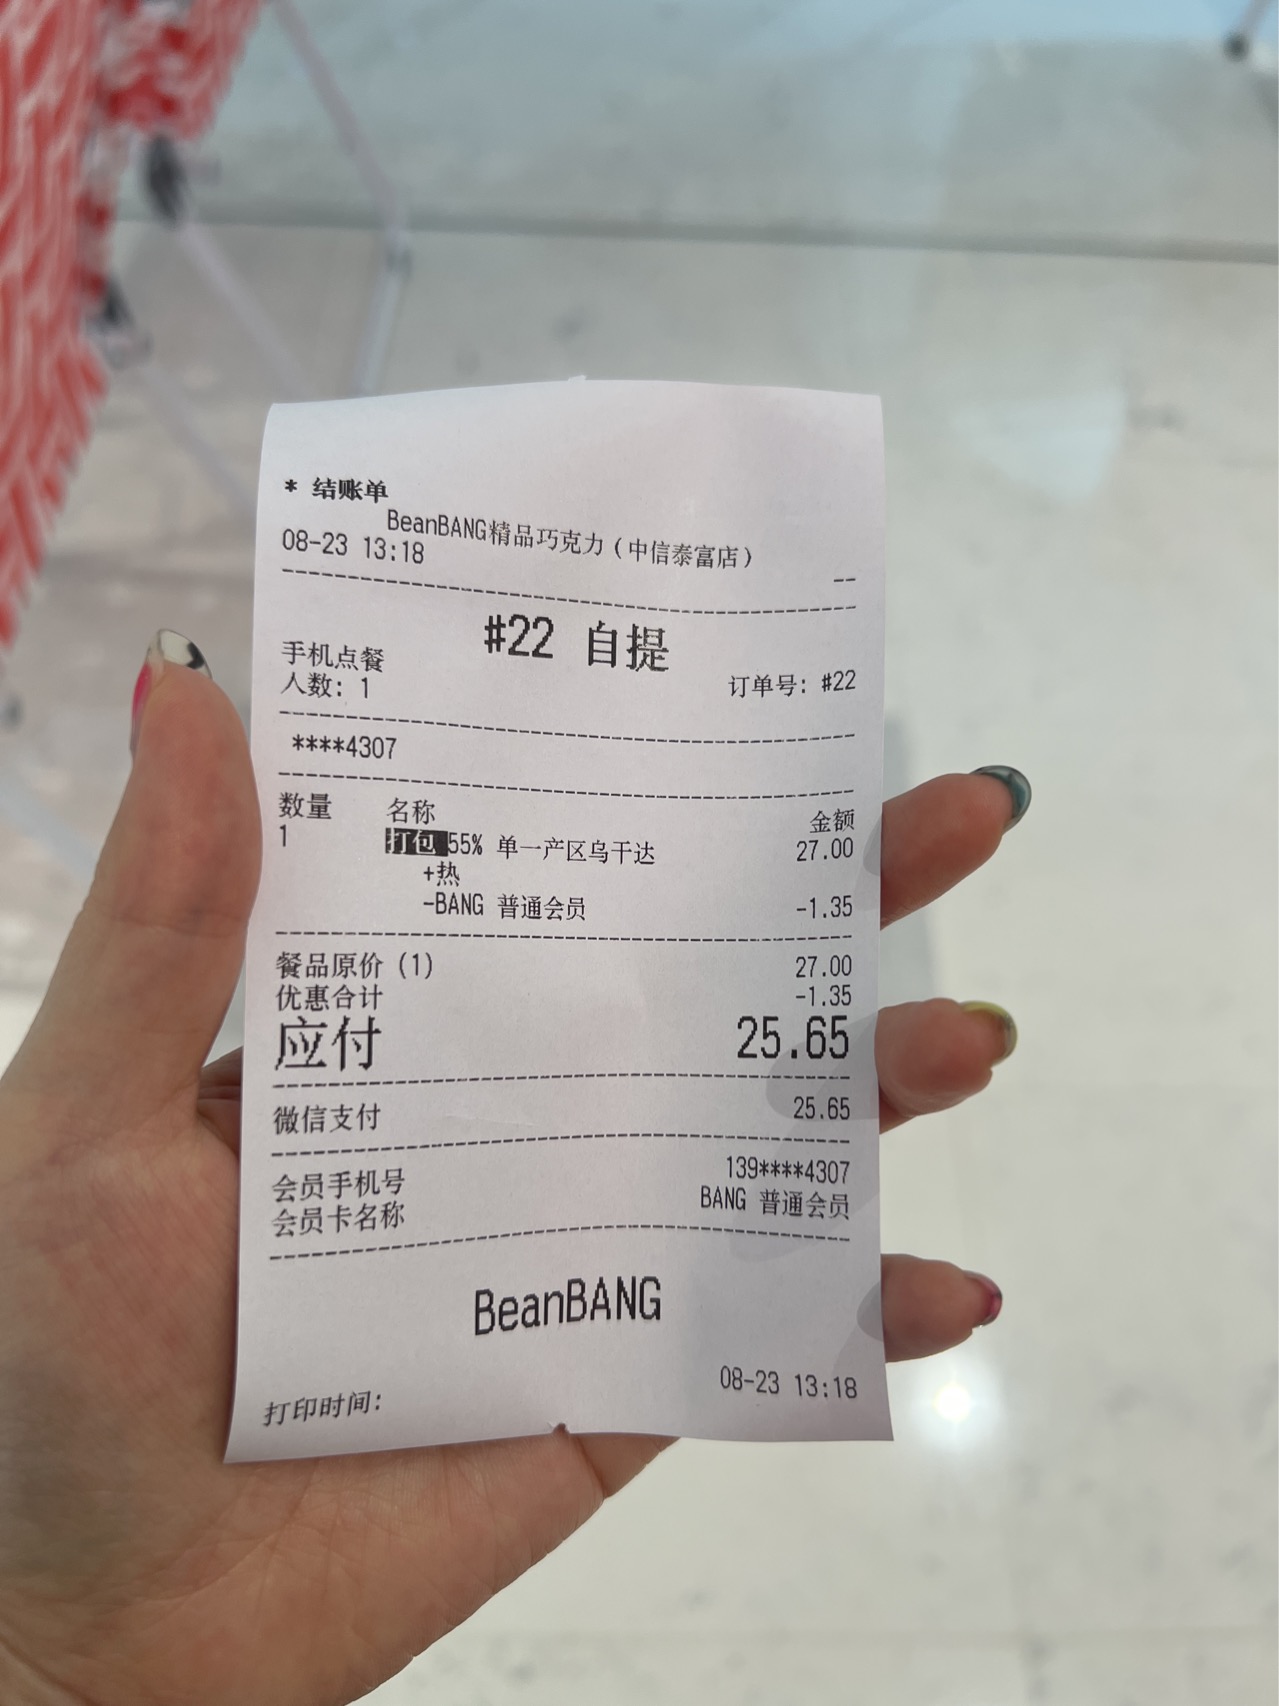 * 结账单
BeanBANG精品巧克力（中信泰富店）
08-23 13:18
--
#22 自提
手机点餐
人数: 1 订单号: #22
****4307
数量 名称 金额
1 打包 55% 单一产区乌干达 27.00
+热
-BANG 普通会员 -1.35
餐品原价 (1) 27.00
优惠合计 -1.35
应付 25.65
微信支付 25.65
会员手机号 139****4307
会员卡名称 BANG 普通会员
BeanBANG
打印时间: 08-23 13:18